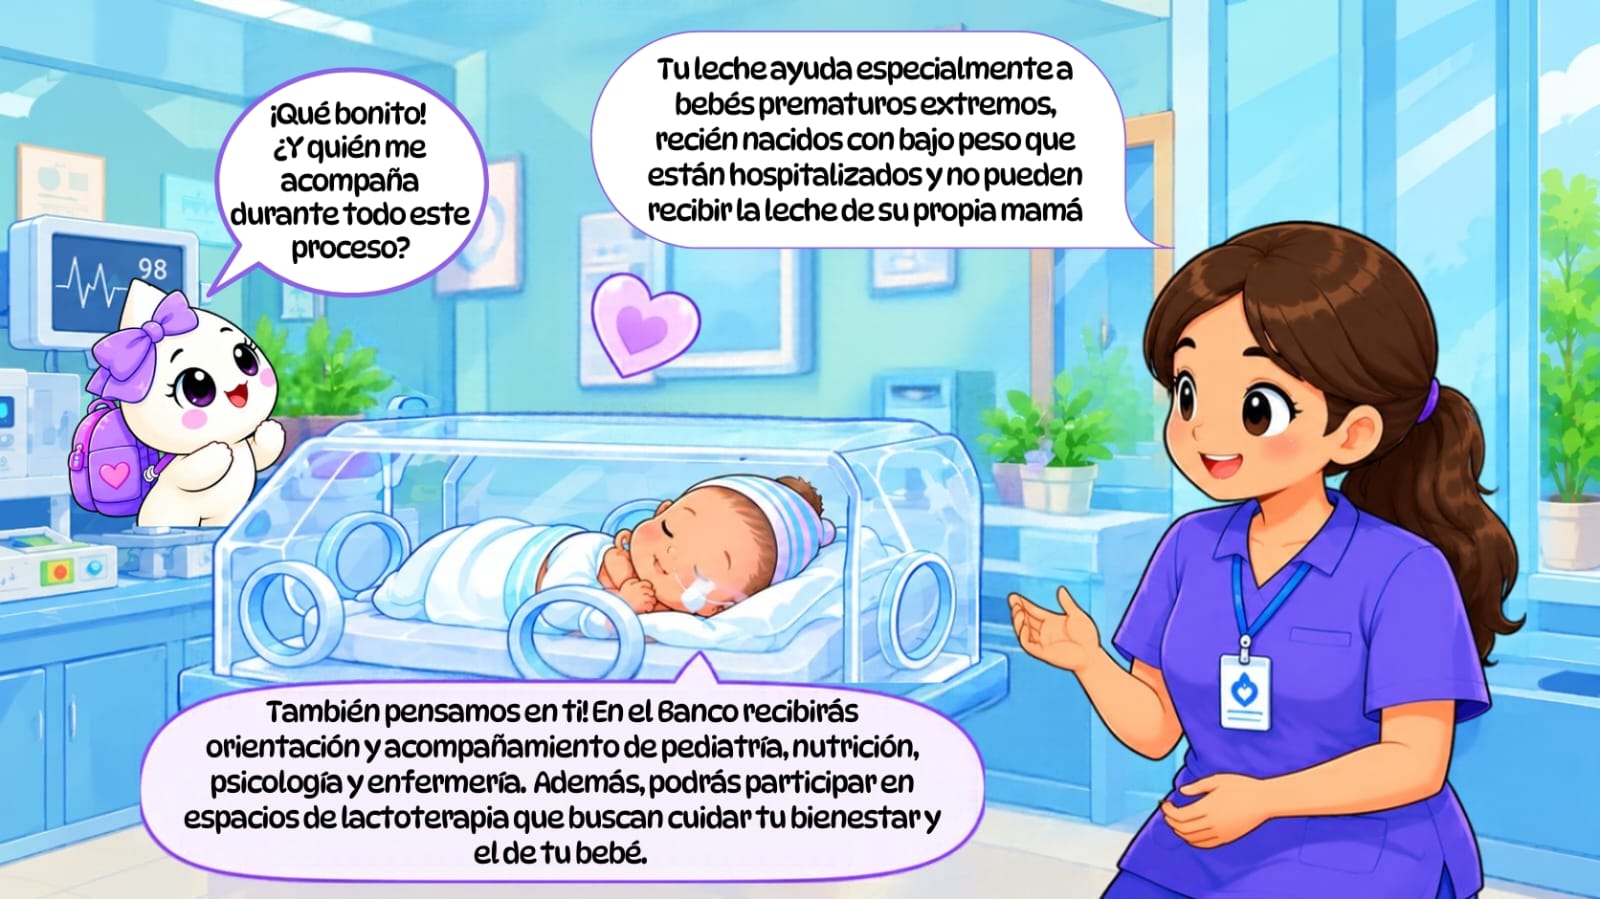 Tu leche ayuda especialmente a
bebés prematuros extremos,
recién nacidos con bajo peso que
están hospitalizados y no pueden
recibir la leche de su propia mamá
¡Qué bonito!
¿Y quién me
acompaña
durante todo este
proceso?
98
También pensamos en ti! En el Banco recibirás
orientación y acompañamiento de pediatría, nutrición,
psicología y enfermería. Además, podrás participar en
espacios de lactoterapia que buscan cuidar tu bienestar y
el de tu bebé.